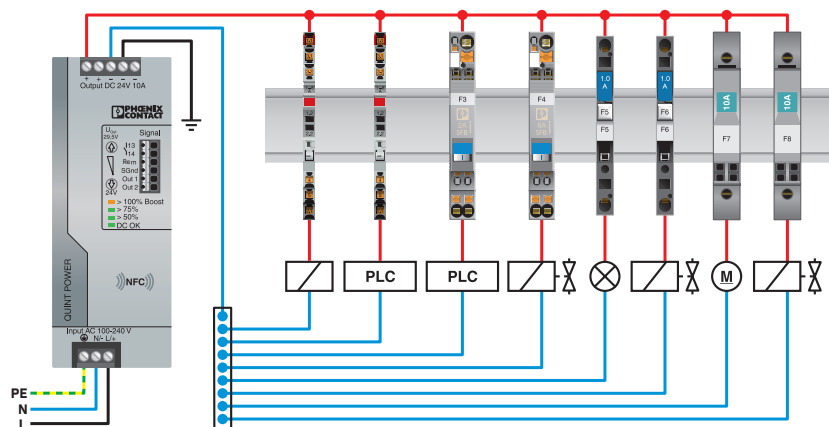 + + − − −
Output DC 24V 10A
PHŒNIX
CONTACT
UOut
29,5V
24V
Signal
13
14
Rem
SGnd
Out 1
Out 2
> 100% Boost
> 75%
> 50%
DC OK
QUINT POWER
NFC
Input AC 100-240 V
N/- L/+
PE
N
L
F3
F4
1.0
A
F5
F5
1.0
A
F6
F6
10A
F7
10A
F8
PLC
PLC
M